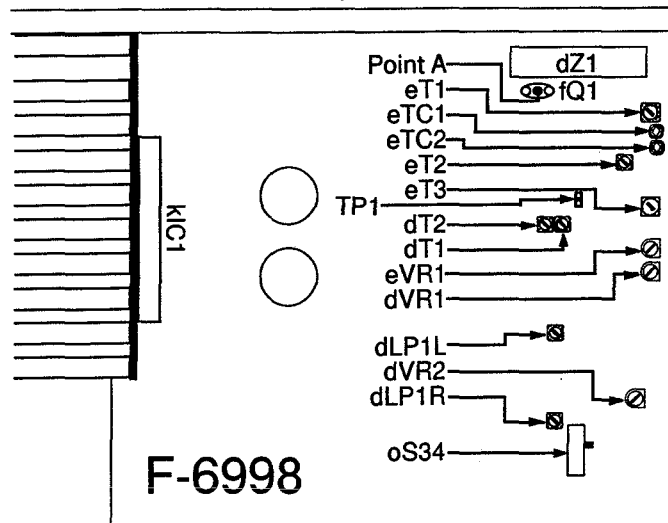 dZ1
Point A
fQ1
eT1
eTC1
eTC2
eT2
eT3
TP1
dT2
dT1
eVR1
dVR1
kIC1
dLP1L
dVR2
dLP1R
oS34
F-6998